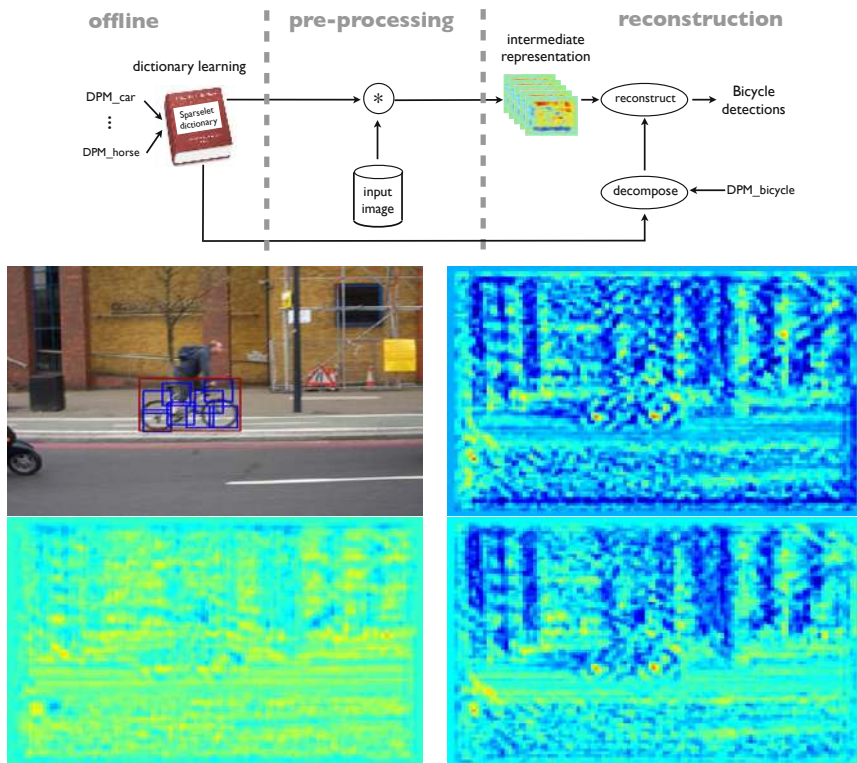 offline
pre-processing
reconstruction
dictionary learning
intermediate
representation
DPM_car
⋮
DPM_horse
Sparselet
dictionary
*
input
image
reconstruct
Bicycle
detections
decompose
DPM_bicycle